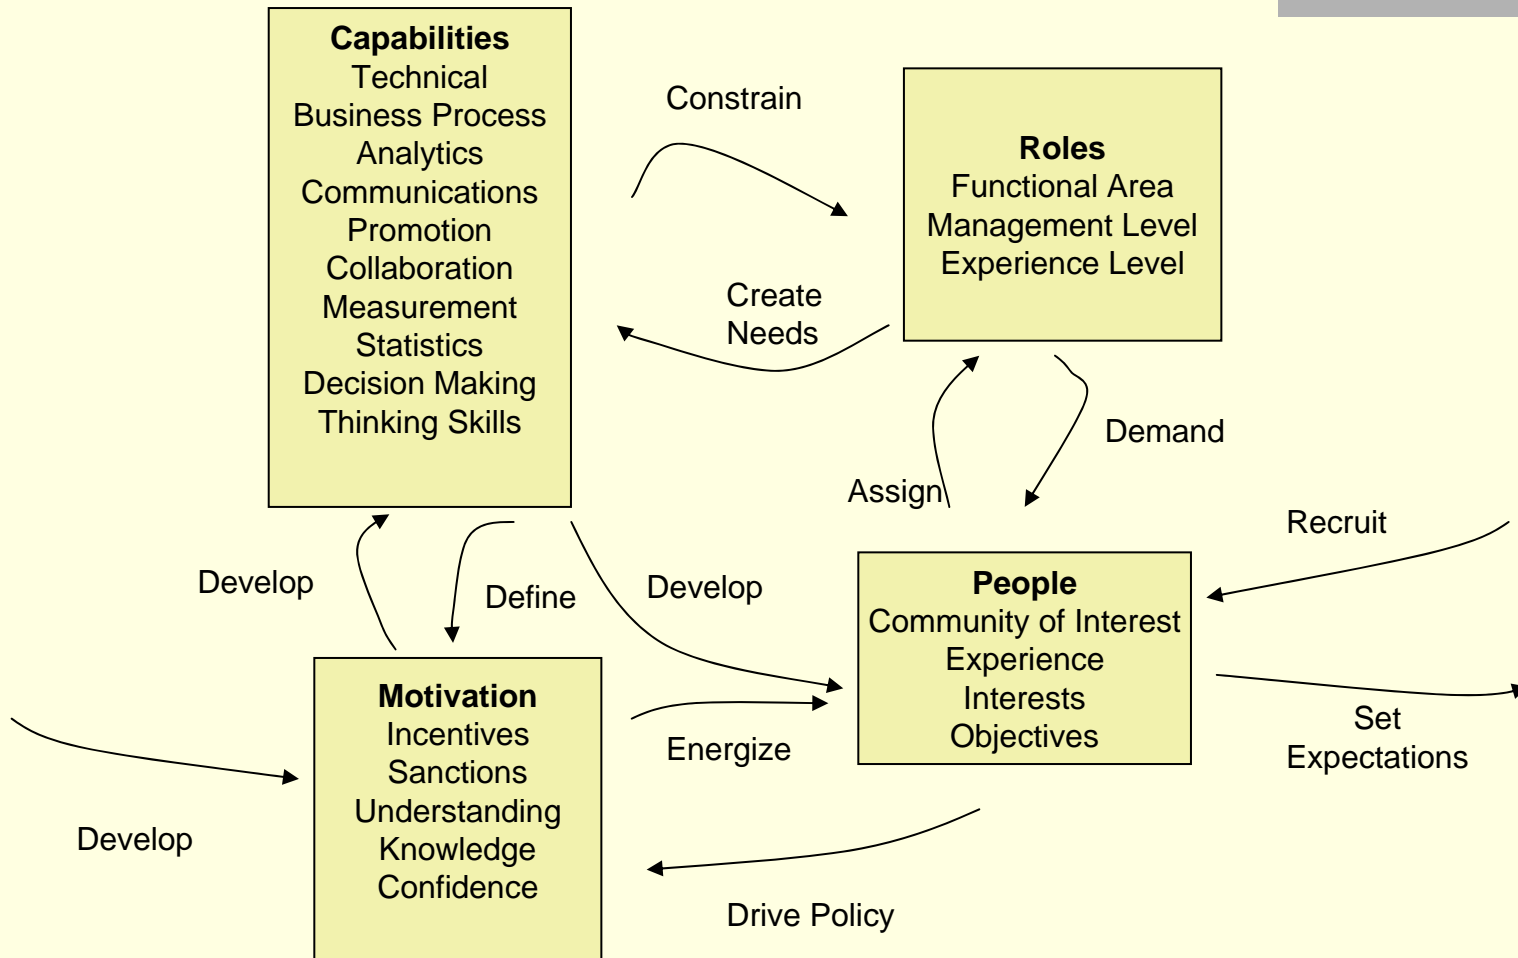 Capabilities
Technical
Business Process
Analytics
Communications
Promotion
Collaboration
Measurement
Statistics
Decision Making
Thinking Skills
Constrain
Roles
Functional Area
Management Level
Experience Level
Create
Needs
Assign
Demand
Recruit
Develop
Define
Develop
People
Community of Interest
Experience
Interests
Objectives
Motivation
Incentives
Sanctions
Understanding
Knowledge
Confidence
Energize
Set
Expectations
Develop
Drive Policy